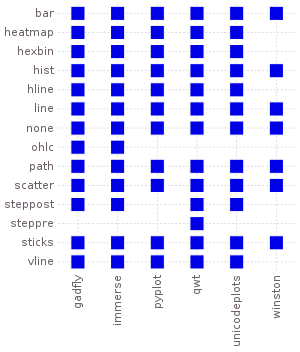 bar
heatmap
hexbin
hist
hline
line
none
ohlc
path
scatter
steppost
steppre
sticks
vline
gadfly
immerse
pyplot
qwt
unicodeplots
winston